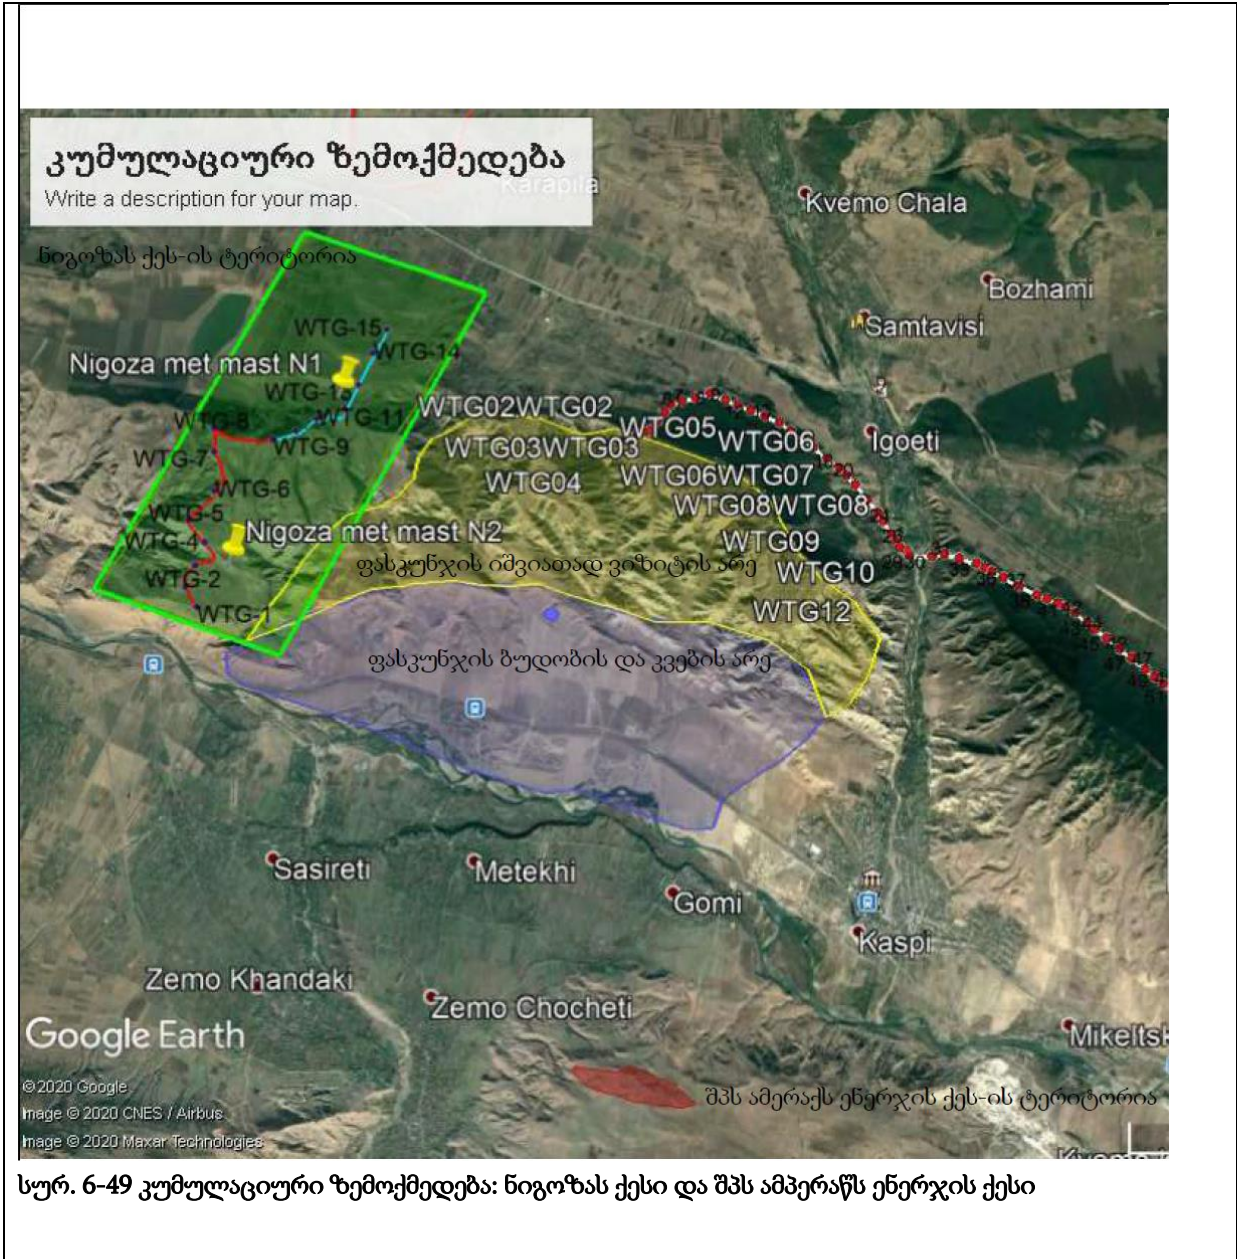 კუმულაციური ზემოქმედება
Write a description for your map.
Karapila
Kvemo Chala
ნიგოზას ქეს-ის ტერიტორია
Bozhami
Samtavisi
WTG-15
WTG-14
Nigoza met mast N1
WTG-13
WTG-11
WTG-8
WTG-9
WTG-7
WTG02WTG02
WTG05
WTG06
Igoeti
WTG03WTG03
WTG06WTG07
WTG04
WTG-6
WTG08WTG08
WTG-5
Nigoza met mast N2
WTG-4
WTG09
ფასკუნჯის იშვიათად ვიზიტის არე
WTG10
WTG-2
WTG-1
WTG12
ფასკუნჯის ბუდობის და კვების არე
Sasireti
Metekhi
Gomi
Kaspi
Zemo Khandaki
Zemo Chocheti
Google Earth
Mikeltsk
©2020 Google
Image © 2020 CNES / Airbus
Image © 2020 Maxar Technologies
შპს ამერაქს ენერჯის ქეს-ის ტერიტორია
სურ. 6-49 კუმულაციური ზემოქმედება: ნიგოზას ქესი და შპს ამპერაწს ენერჯის ქესი